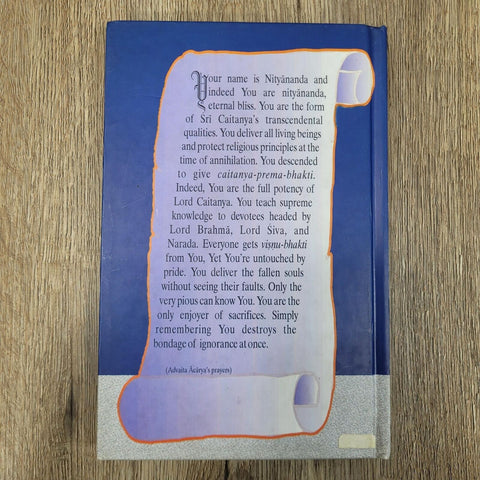 Your name is Nityānanda and
indeed You are nityānanda,
eternal bliss. You are the form
of Śrī Caitanya's transcendental
qualities. You deliver all living beings
and protect religious principles at the
time of annihilation. You descended
to give caitanya-prema-bhakti.
Indeed, You are the full potency of
Lord Caitanya. You teach supreme
knowledge to devotees headed by
Lord Brahmā, Lord Śiva, and
Narada. Everyone gets viṣṇu-bhakti
from You, Yet You're untouched by
pride. You deliver the fallen souls
without seeing their faults. Only the
very pious can know You. You are the
only enjoyer of sacrifices. Simply
remembering You destroys the
bondage of ignorance at once.
(Advaita Ācārya's prayers)